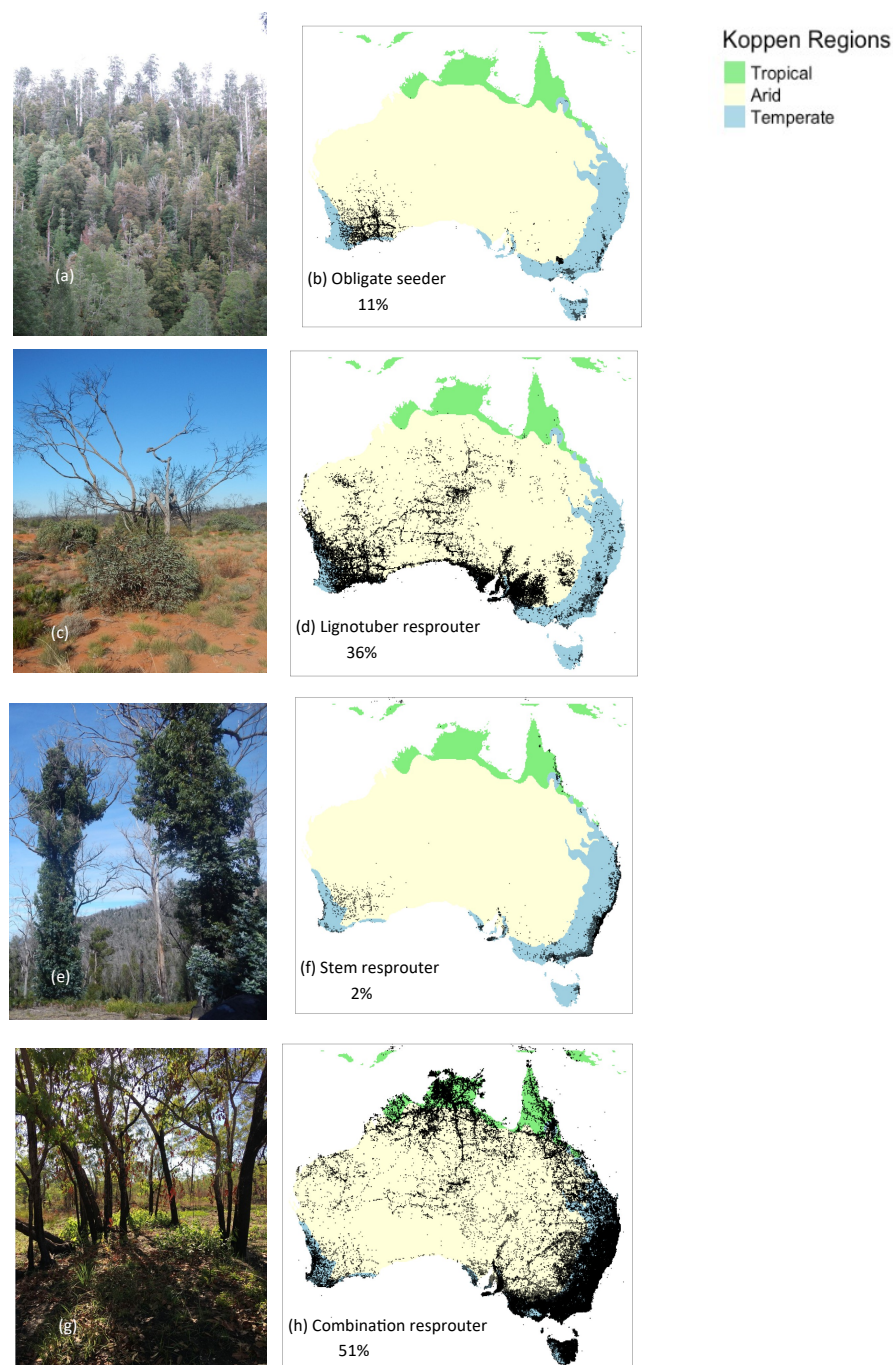 Koppen Regions
Tropical
Arid
Temperate
(a)
(b) Obligate seeder
11%
(c)
(d) Lignotuber resprouter
36%
(e)
(f) Stem resprouter
2%
(g)
(h) Combination resprouter
51%